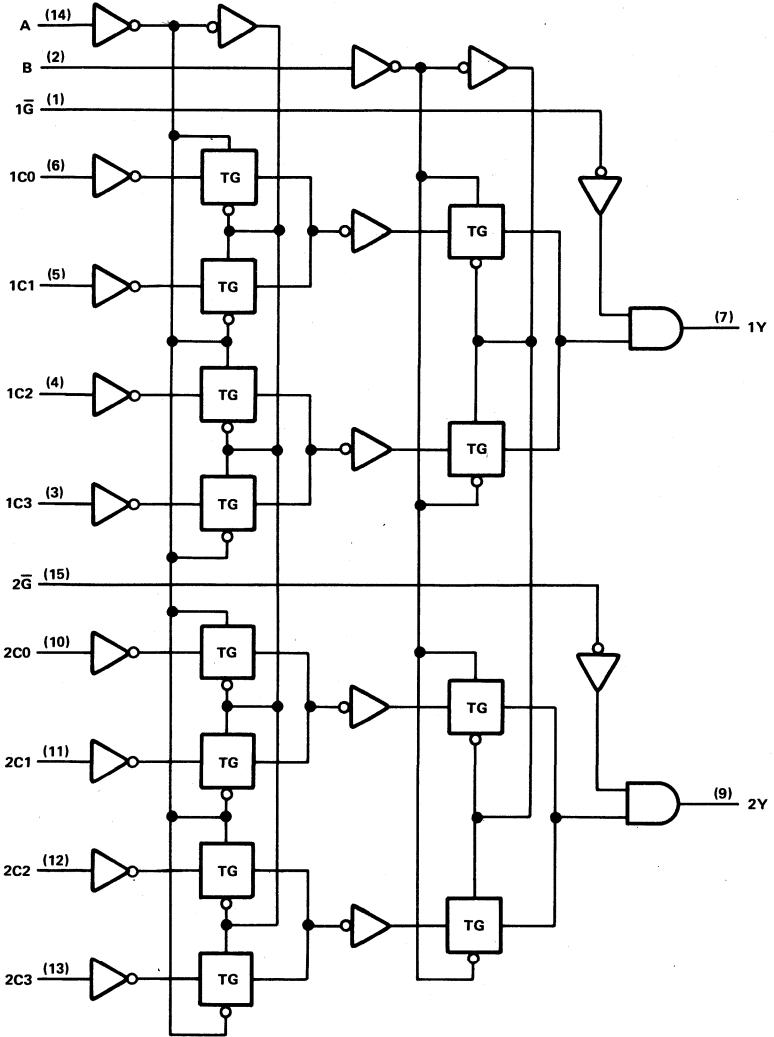 A (14)
B (2)
1G̅ (1)
1C0 (6)
TG
TG
1C1 (5)
TG
(7) 1Y
1C2 (4)
TG
TG
1C3 (3)
TG
2G̅ (15)
2C0 (10)
TG
TG
2C1 (11)
TG
(9) 2Y
2C2 (12)
TG
TG
2C3 (13)
TG